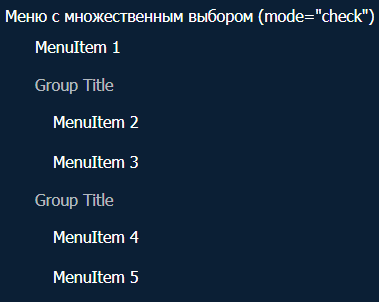 Меню с множественным выбором (mode="check")
MenuItem 1
Group Title
MenuItem 2
MenuItem 3
Group Title
MenuItem 4
MenuItem 5